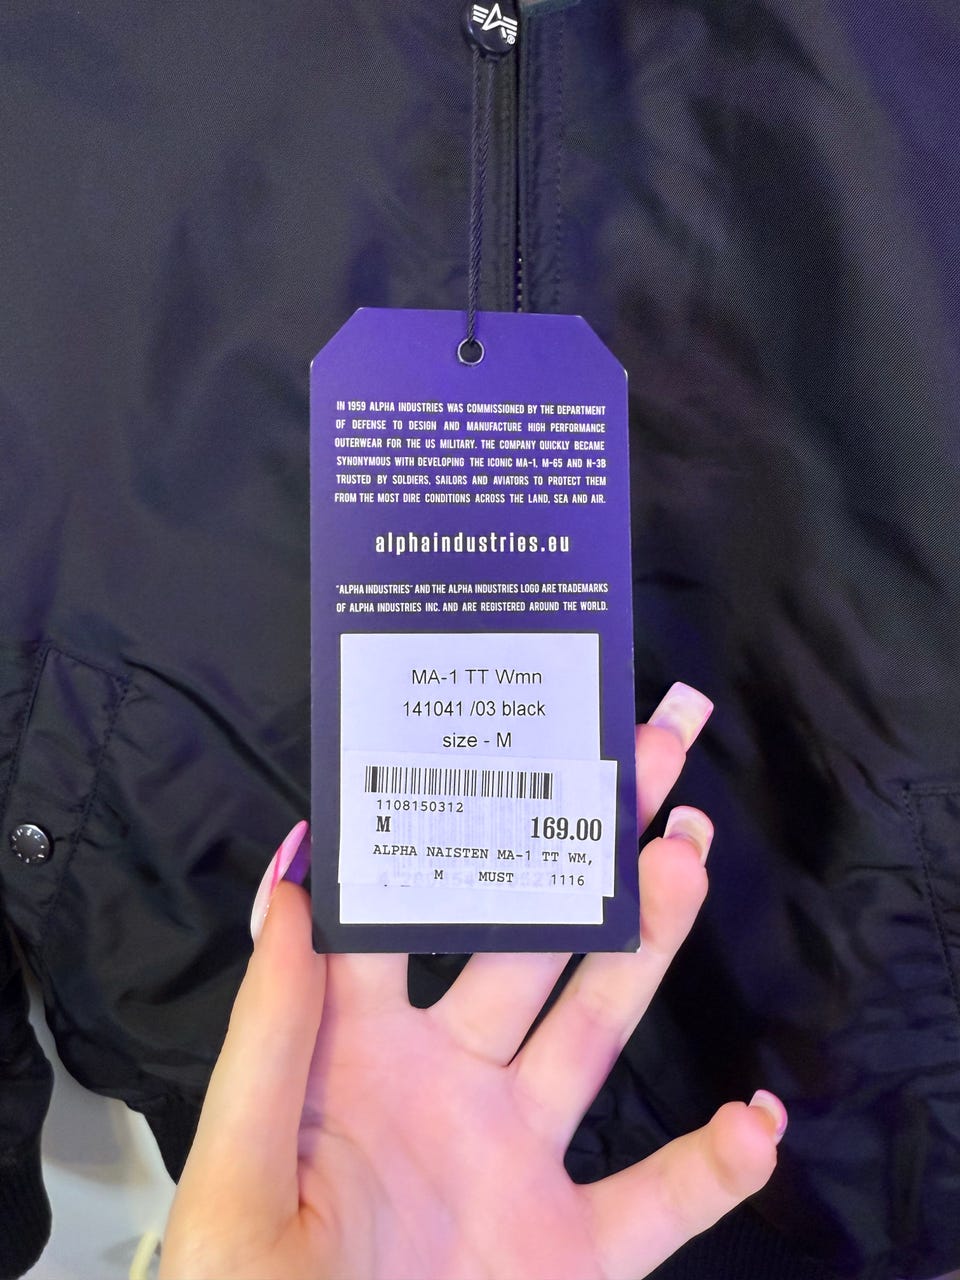 IN 1959 ALPHA INDUSTRIES WAS COMMISSIONED BY THE DEPARTMENT
OF DEFENSE TO DESIGN AND MANUFACTURE HIGH PERFORMANCE
OUTERWEAR FOR THE US MILITARY. THE COMPANY QUICKLY BECAME
SYNONYMOUS WITH DEVELOPING THE ICONIC MA-1, M-65 AND N-3B
TRUSTED BY SOLDIERS, SAILORS AND AVIATORS TO PROTECT THEM
FROM THE MOST DIRE CONDITIONS ACROSS THE LAND, SEA AND AIR.
alphaindustries.eu
"ALPHA INDUSTRIES" AND THE ALPHA INDUSTRIES LOGO ARE TRADEMARKS
OF ALPHA INDUSTRIES INC. AND ARE REGISTERED AROUND THE WORLD.
MA-1 TT Wmn
141041 /03 black
size - M
1108150312
M 169.00
ALPHA NAISTEN MA-1 TT WM,
M MUST 1116